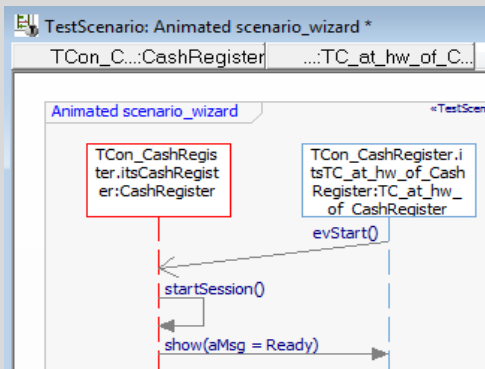 TestScenario: Animated scenario_wizard *
TCon_C...:CashRegister ...:TC_at_hw_of_C...
Animated scenario_wizard «TestScen
TCon_CashRegis
ter.itsCashRegist
er:CashRegister
TCon_CashRegister.i
tsTC_at_hw_of_Cash
Register:TC_at_hw_
of_CashRegister
evStart()
startSession()
show(aMsg = Ready)